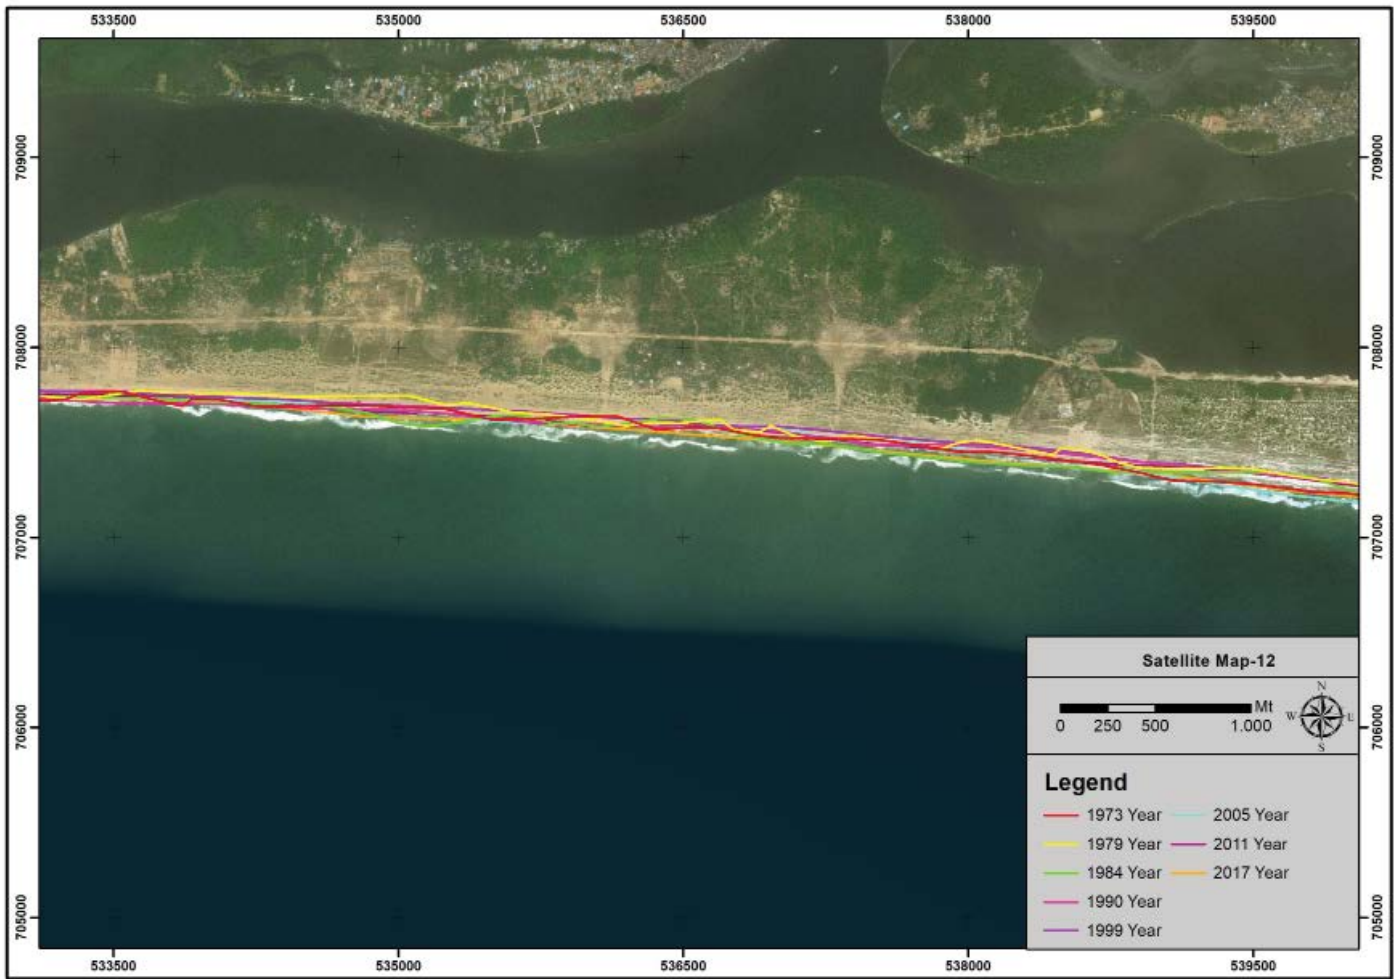 533500 535000 536500 538000 539500
709000 709000
708000 708000
707000 707000
706000 706000
705000 705000
Satellite Map-12
Mt
0 250 500 1.000
N
W E
S
Legend
1973 Year 2005 Year
1979 Year 2011 Year
1984 Year 2017 Year
1990 Year
1999 Year
533500 535000 536500 538000 539500